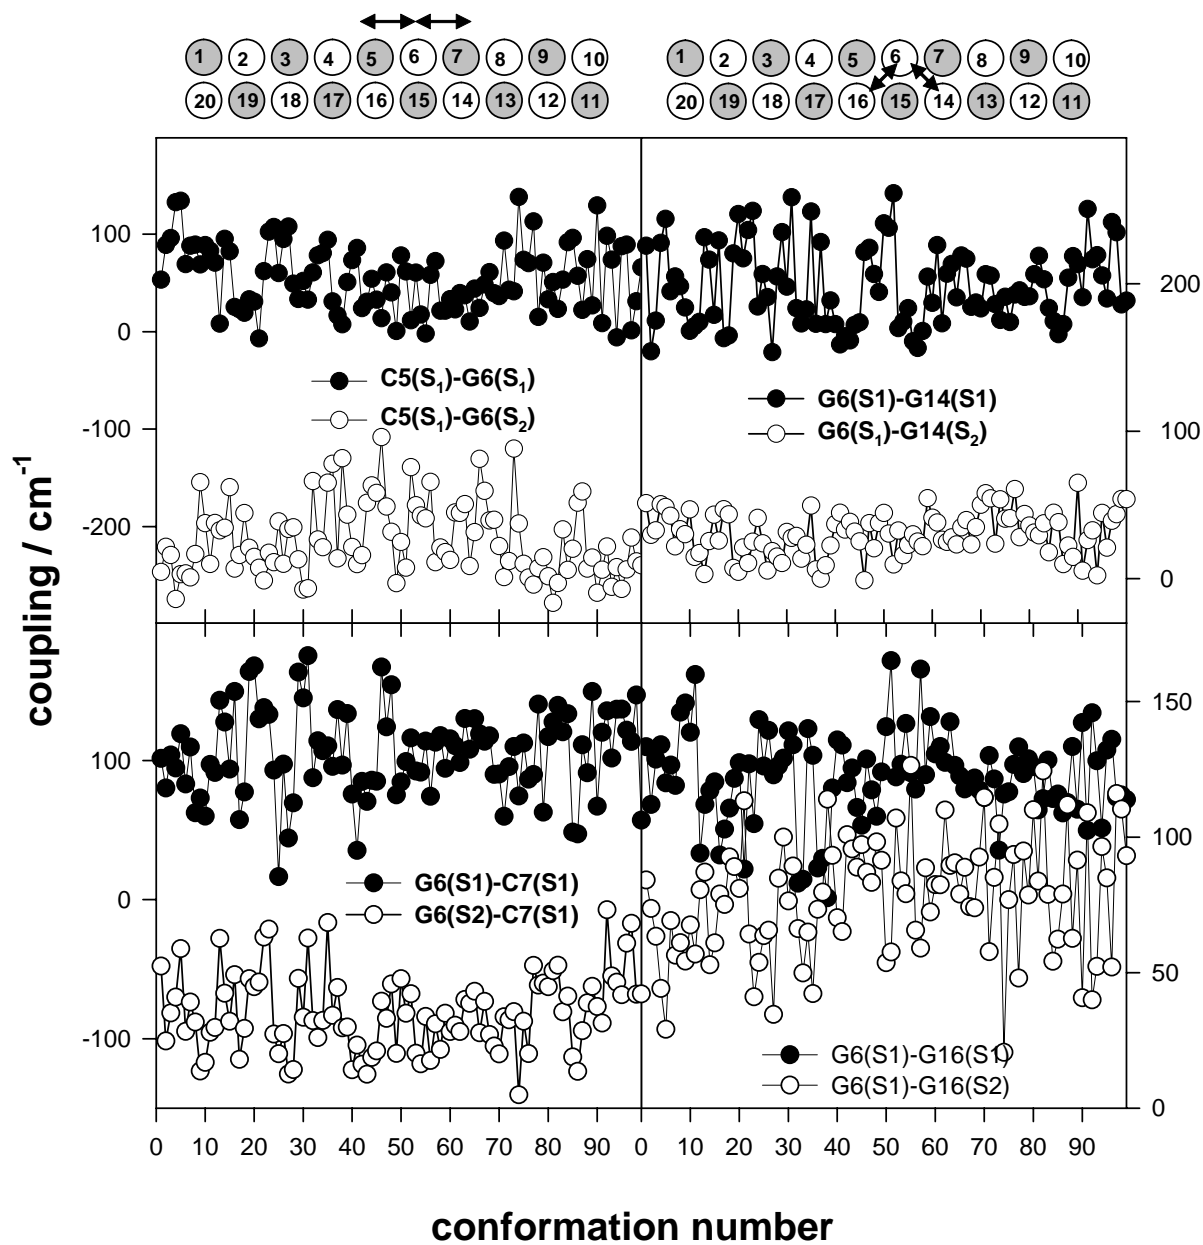 1 2 3 4 5 6 7 8 9 10 1 2 3 4 5 6 7 8 9 10
20 19 18 17 16 15 14 13 12 11 20 19 18 17 16 15 14 13 12 11
100
0
-100
-200
C5(S1)-G6(S1)
C5(S1)-G6(S2)
G6(S1)-G14(S1)
G6(S1)-G14(S2)
200
100
0
coupling / cm-1
100
0
-100
G6(S1)-C7(S1)
G6(S2)-C7(S1)
G6(S1)-G16(S1)
G6(S1)-G16(S2)
150
100
50
0
0 10 20 30 40 50 60 70 80 90 0 10 20 30 40 50 60 70 80 90
conformation number